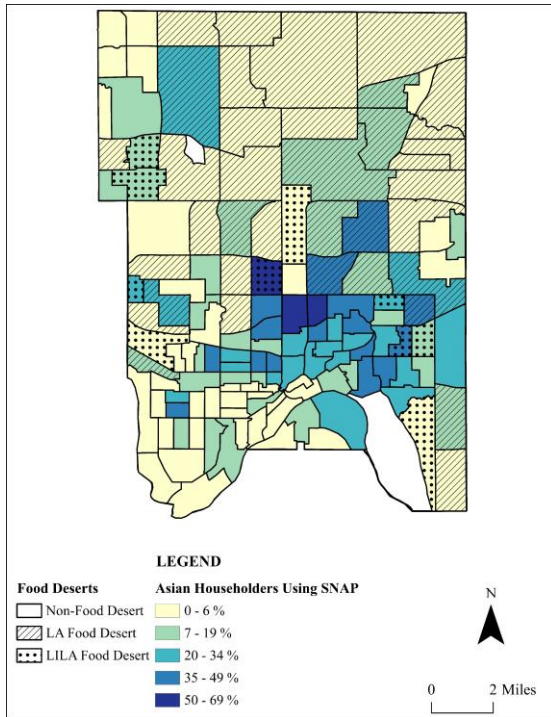 LEGEND
Food Deserts
Non-Food Desert
LA Food Desert
LILA Food Desert
Asian Householders Using SNAP
0 - 6 %
7 - 19 %
20 - 34 %
35 - 49 %
50 - 69 %
N
0 2 Miles